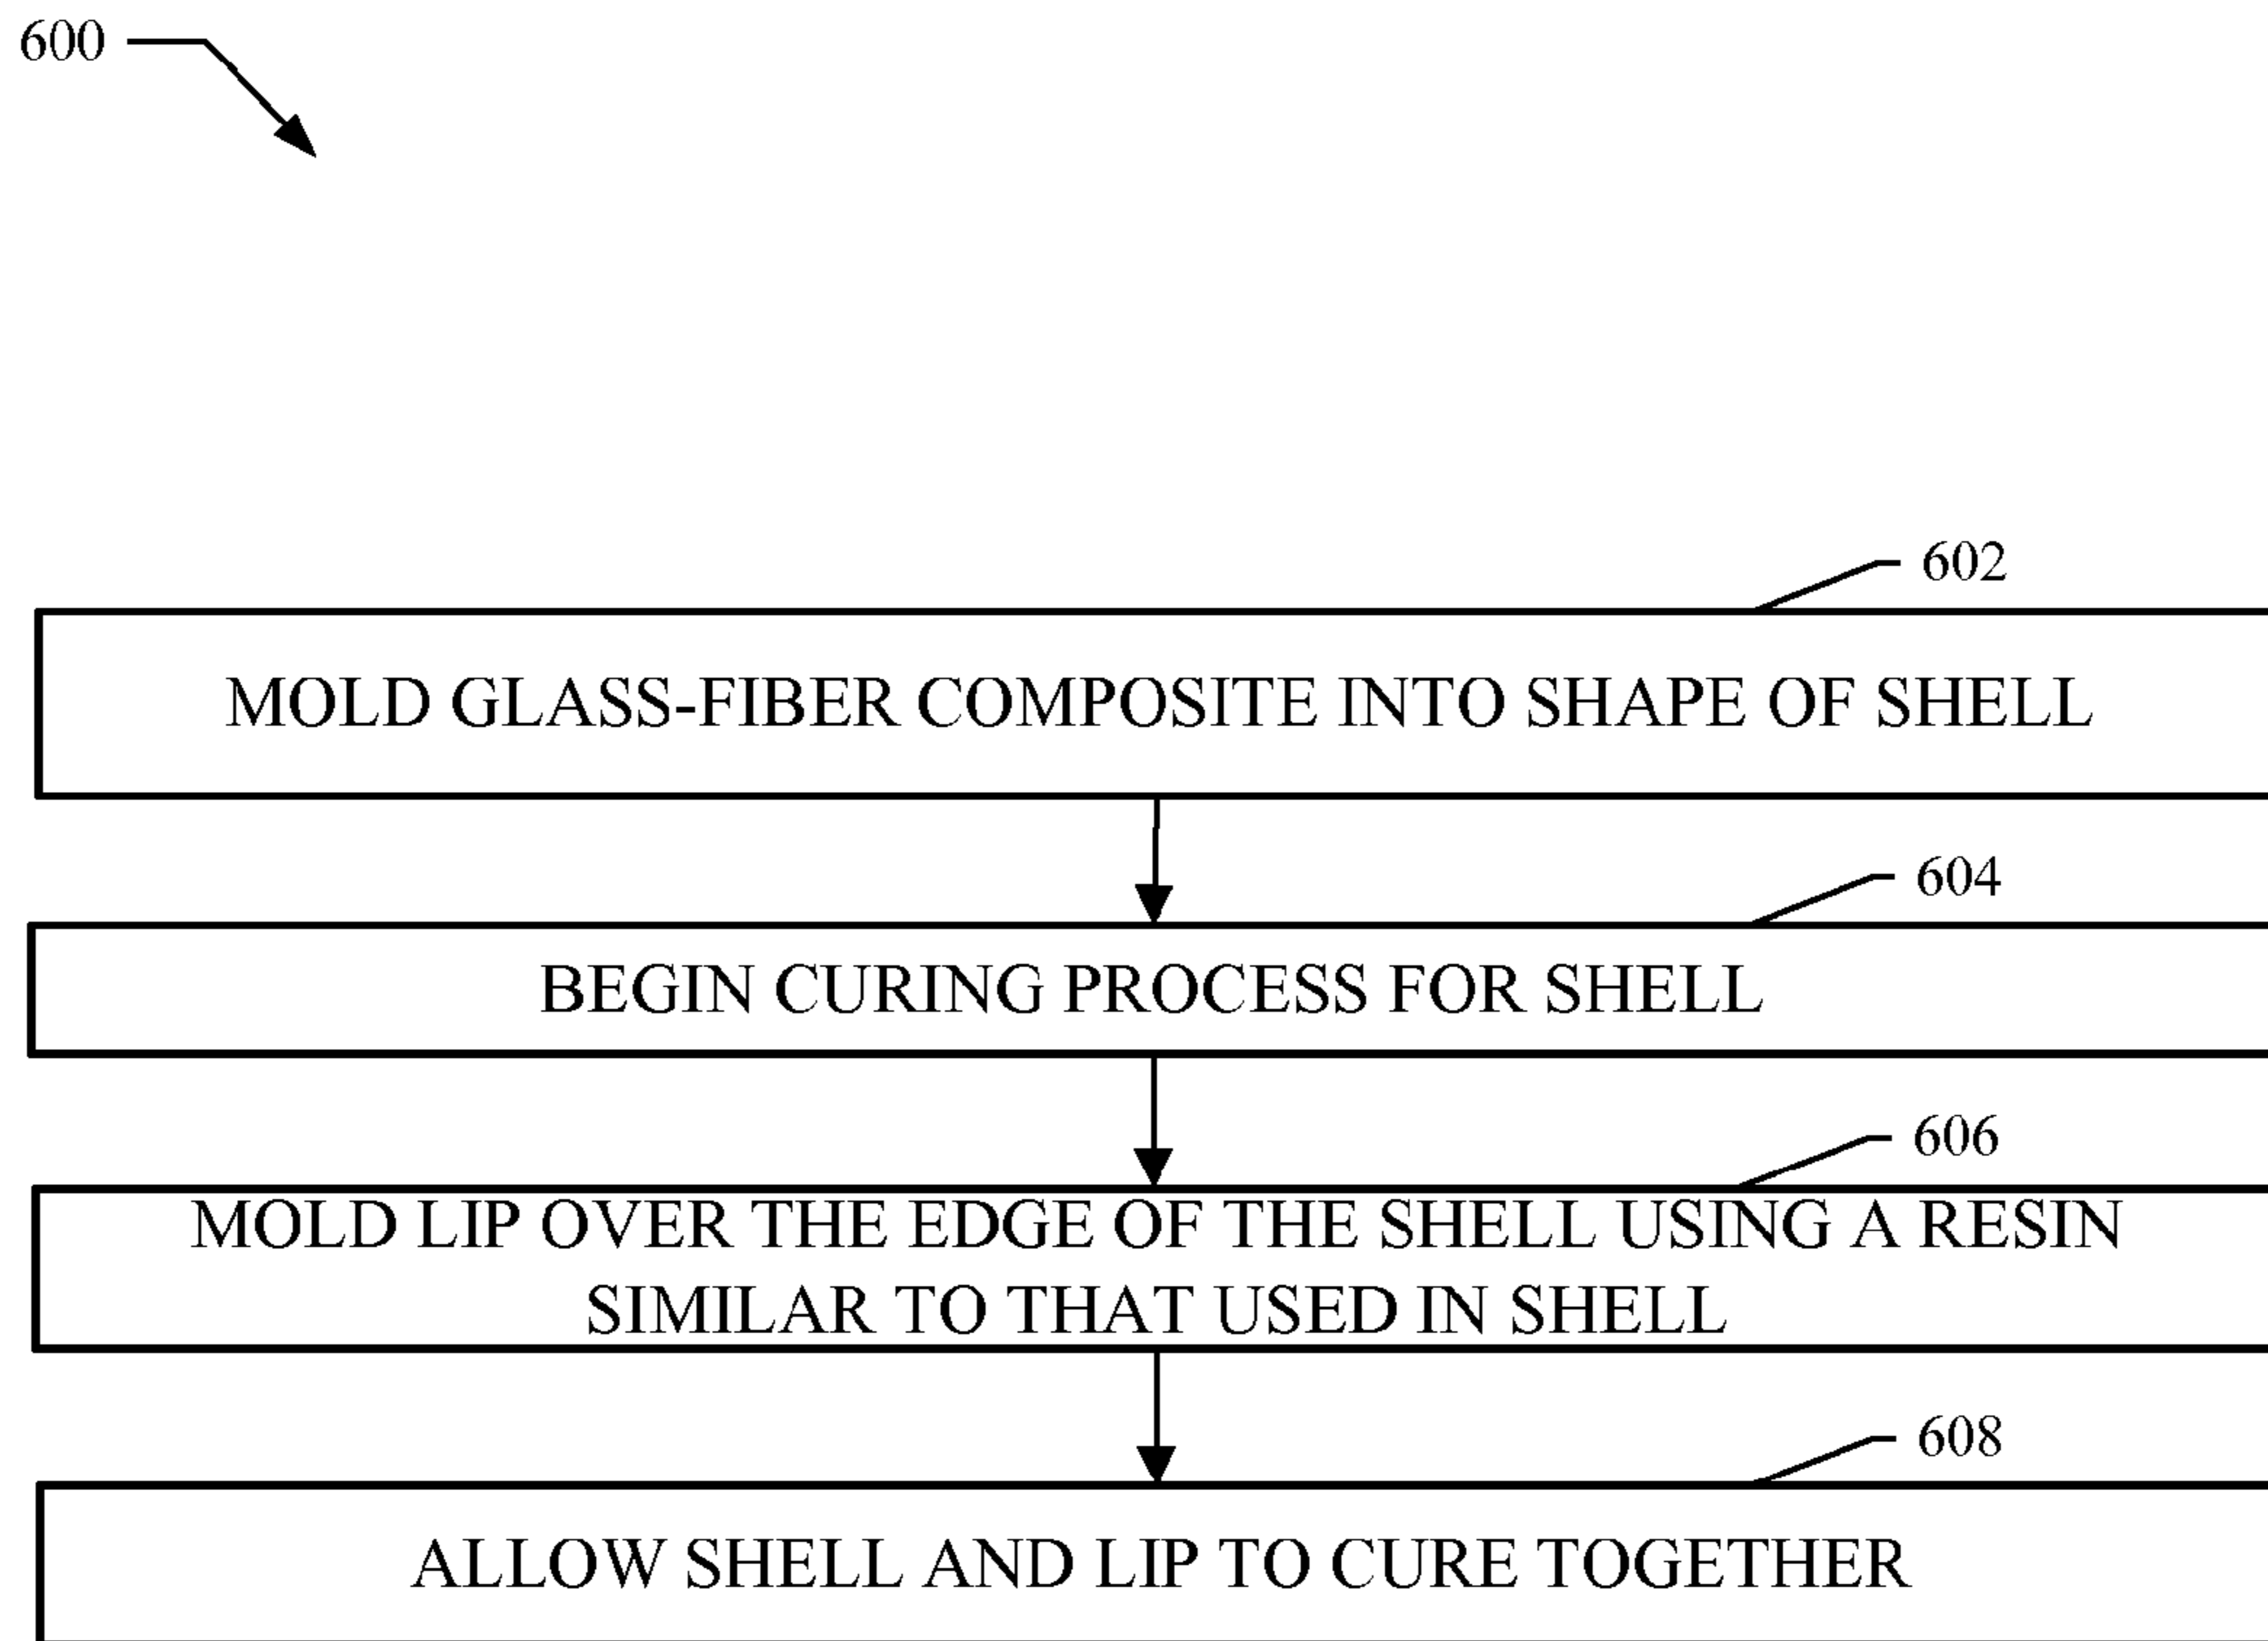 600
602
MOLD GLASS-FIBER COMPOSITE INTO SHAPE OF SHELL
604
BEGIN CURING PROCESS FOR SHELL
606
MOLD LIP OVER THE EDGE OF THE SHELL USING A RESIN
SIMILAR TO THAT USED IN SHELL
608
ALLOW SHELL AND LIP TO CURE TOGETHER